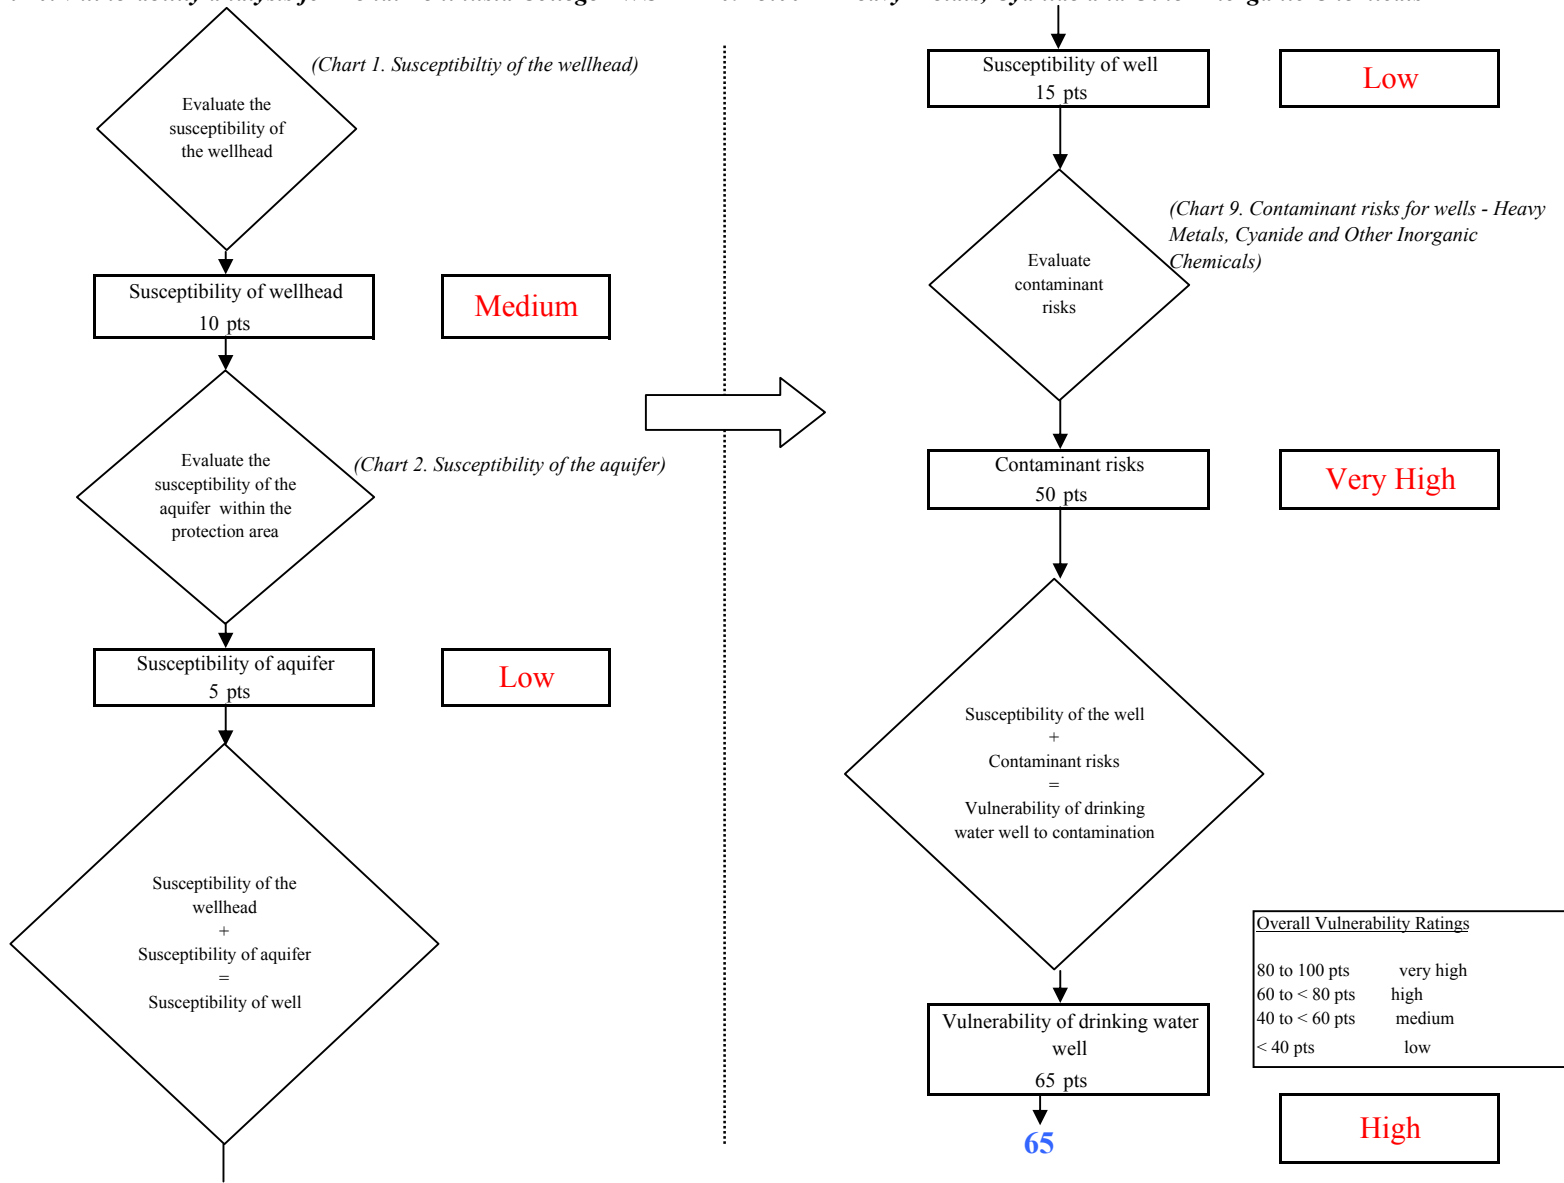 (Chart 1. Susceptibiltiy of the wellhead)
Evaluate the
susceptibility of
the wellhead
Susceptibility of wellhead
10 pts
Medium
(Chart 2. Susceptibility of the aquifer)
Evaluate the
susceptibility of the
aquifer within the
protection area
Susceptibility of aquifer
5 pts
Low
Susceptibility of the
wellhead
+
Susceptibility of aquifer
=
Susceptibility of well
Susceptibility of well
15 pts
Low
(Chart 9. Contaminant risks for wells - Heavy
Metals, Cyanide and Other Inorganic
Chemicals)
Evaluate
contaminant
risks
Contaminant risks
50 pts
Very High
Susceptibility of the well
+
Contaminant risks
=
Vulnerability of drinking
water well to contamination
Overall Vulnerability Ratings
80 to 100 pts very high
60 to < 80 pts high
40 to < 60 pts medium
< 40 pts low
Vulnerability of drinking water
well
65 pts
65
High